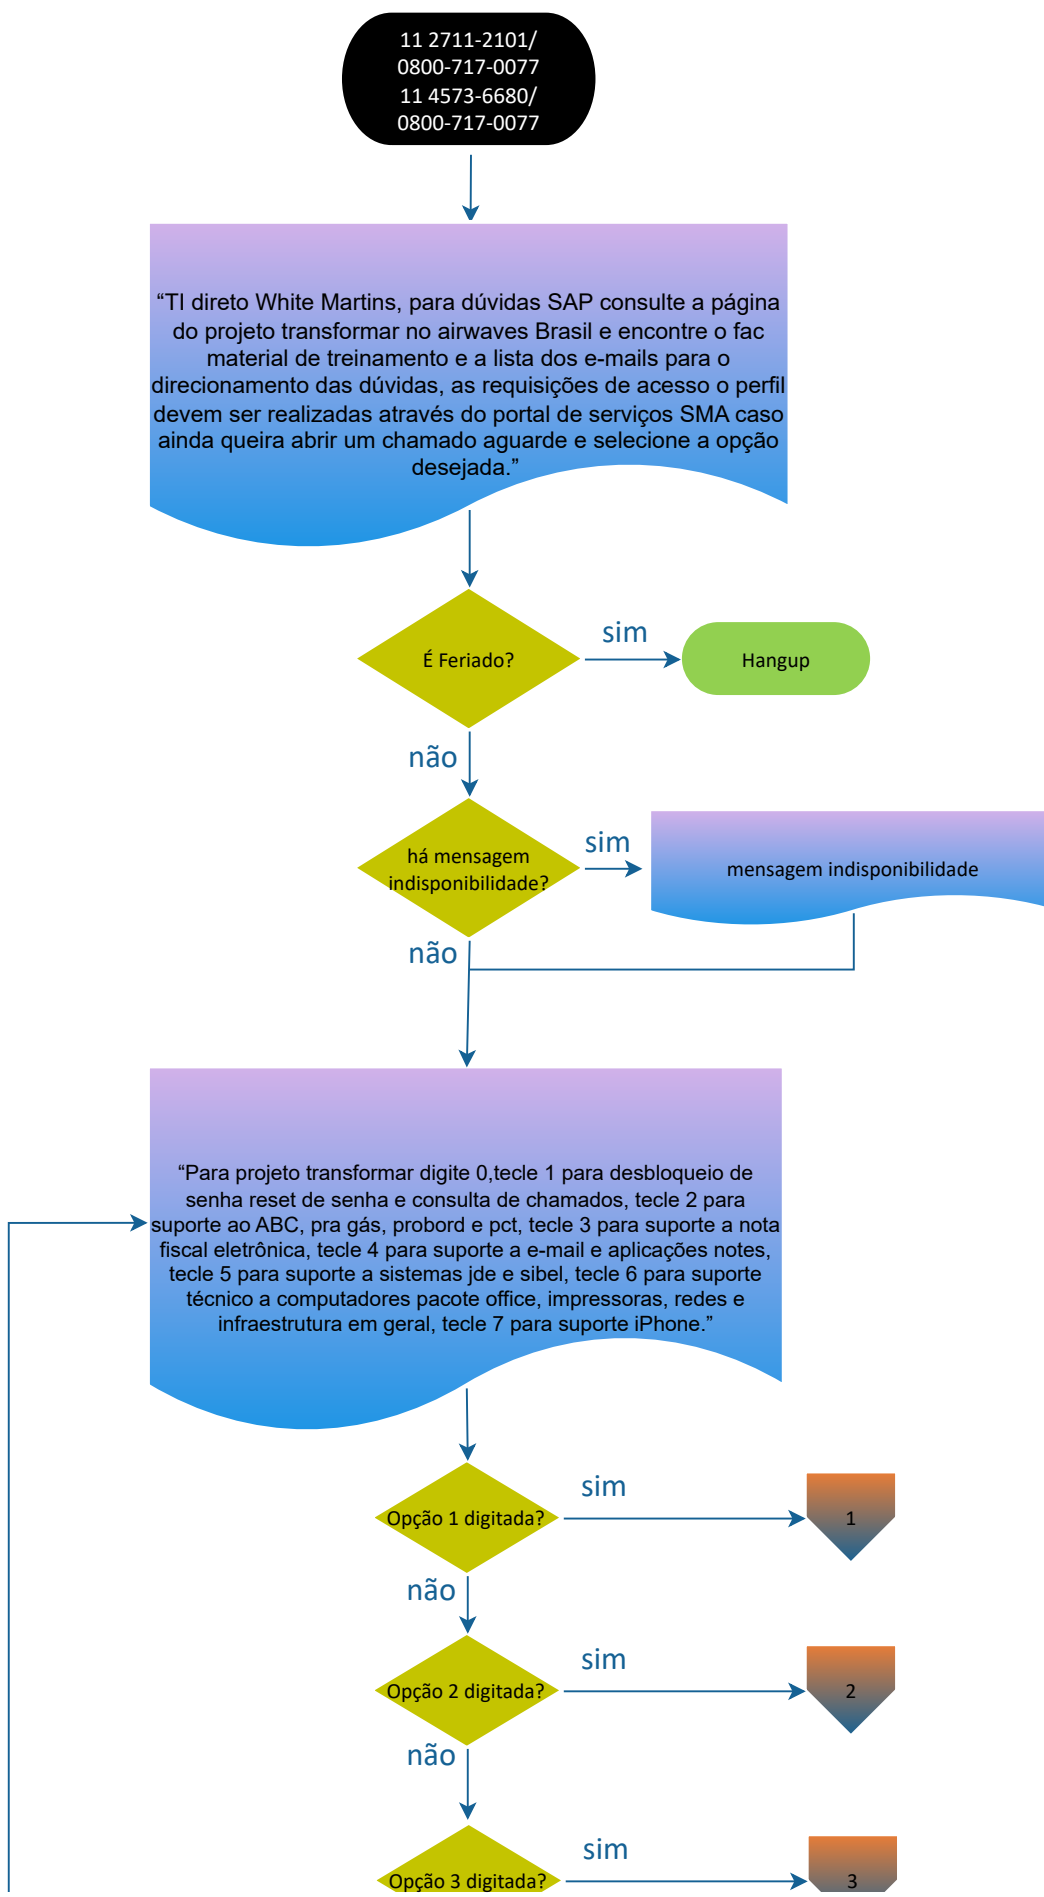 11 2711-2101/
0800-717-0077
11 4573-6680/
0800-717-0077
“TI direto White Martins, para dúvidas SAP consulte a página
do projeto transformar no airwaves Brasil e encontre o fac
material de treinamento e a lista dos e-mails para o
direcionamento das dúvidas, as requisições de acesso o perfil
devem ser realizadas através do portal de serviços SMA caso
ainda queira abrir um chamado aguarde e selecione a opção
desejada.”
É Feriado?
sim
Hangup
não
há mensagem
indisponibilidade?
sim
mensagem indisponibilidade
não
“Para projeto transformar digite 0,tecle 1 para desbloqueio de
senha reset de senha e consulta de chamados, tecle 2 para
suporte ao ABC, pra gás, probord e pct, tecle 3 para suporte a nota
fiscal eletrônica, tecle 4 para suporte a e-mail e aplicações notes,
tecle 5 para suporte a sistemas jde e sibel, tecle 6 para suporte
técnico a computadores pacote office, impressoras, redes e
infraestrutura em geral, tecle 7 para suporte iPhone.”
Opção 1 digitada?
sim
1
não
Opção 2 digitada?
sim
2
não
Opção 3 digitada?
sim
3